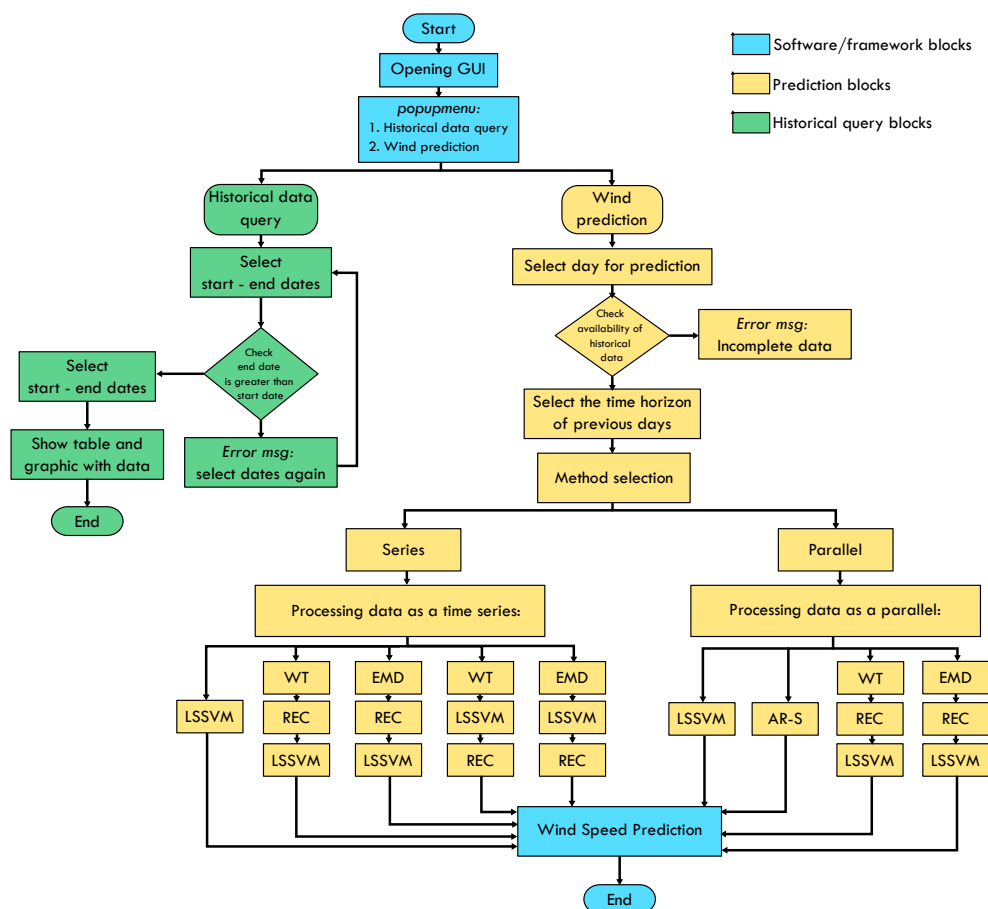 Start
Opening GUI
popupmenu:
1. Historical data query
2. Wind prediction
Software/framework blocks
Prediction blocks
Historical query blocks
Historical data
query
Select
start - end dates
Check
end date
is greater than
start date
Select
start - end dates
Show table and
graphic with data
End
Error msg:
select dates again
Wind
prediction
Select day for prediction
Check
availability of
historical
data
Error msg:
Incomplete data
Select the time horizon
of previous days
Method selection
Series
Processing data as a time series:
LSSVM
WT
REC
LSSVM
EMD
REC
LSSVM
WT
LSSVM
REC
EMD
LSSVM
REC
Parallel
Processing data as a parallel:
LSSVM
AR-S
WT
REC
LSSVM
EMD
REC
LSSVM
Wind Speed Prediction
End